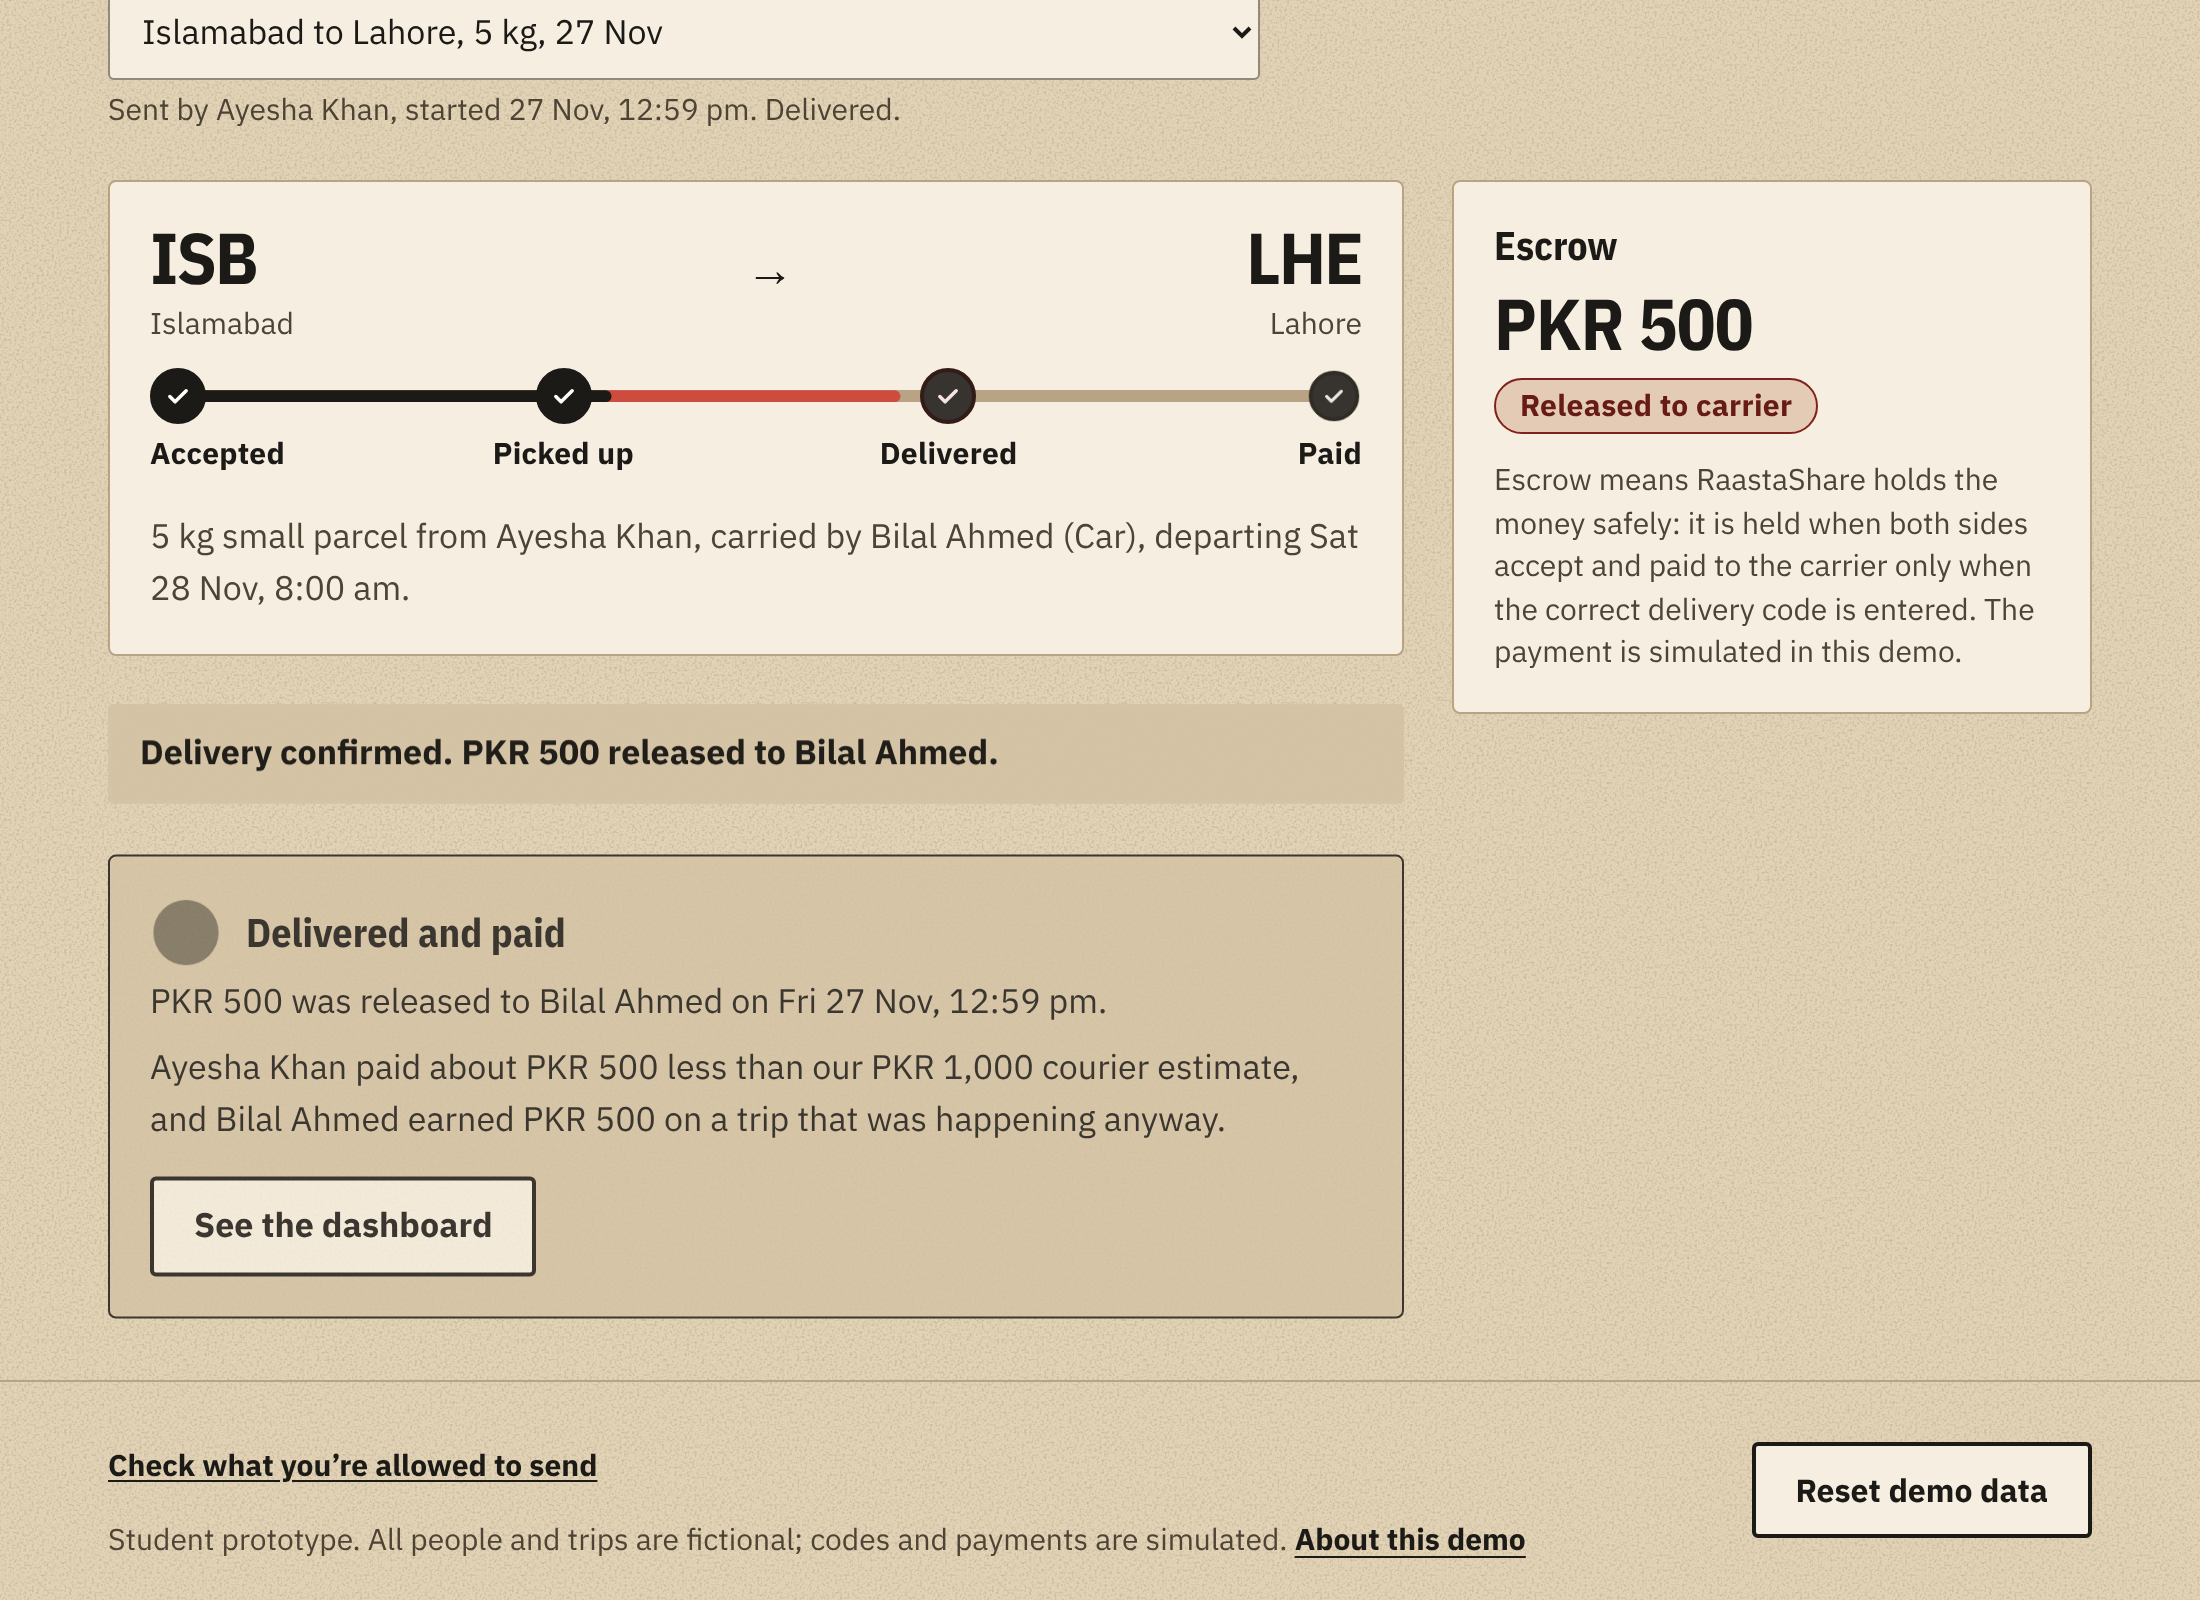 Islamabad to Lahore, 5 kg, 27 Nov
Sent by Ayesha Khan, started 27 Nov, 12:59 pm. Delivered.
ISB → LHE
Islamabad Lahore
Accepted Picked up Delivered Paid
5 kg small parcel from Ayesha Khan, carried by Bilal Ahmed (Car), departing Sat
28 Nov, 8:00 am.
Escrow
PKR 500
Released to carrier
Escrow means RaastaShare holds the
money safely: it is held when both sides
accept and paid to the carrier only when
the correct delivery code is entered. The
payment is simulated in this demo.
Delivery confirmed. PKR 500 released to Bilal Ahmed.
Delivered and paid
PKR 500 was released to Bilal Ahmed on Fri 27 Nov, 12:59 pm.
Ayesha Khan paid about PKR 500 less than our PKR 1,000 courier estimate,
and Bilal Ahmed earned PKR 500 on a trip that was happening anyway.
See the dashboard
Check what you’re allowed to send
Student prototype. All people and trips are fictional; codes and payments are simulated. About this demo
Reset demo data